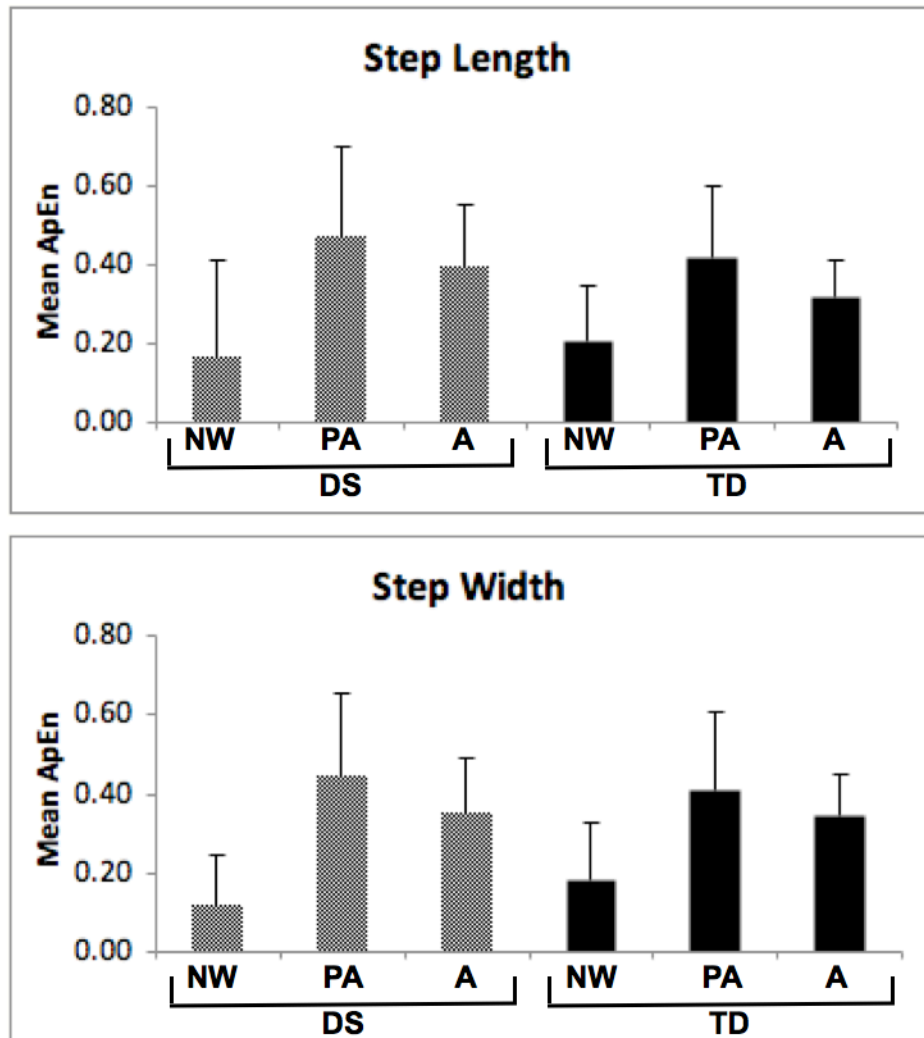 Step Length
Mean ApEn
0.80
0.60
0.40
0.20
0.00
NW PA A NW PA A
DS TD
Step Width
Mean ApEn
0.80
0.60
0.40
0.20
0.00
NW PA A NW PA A
DS TD